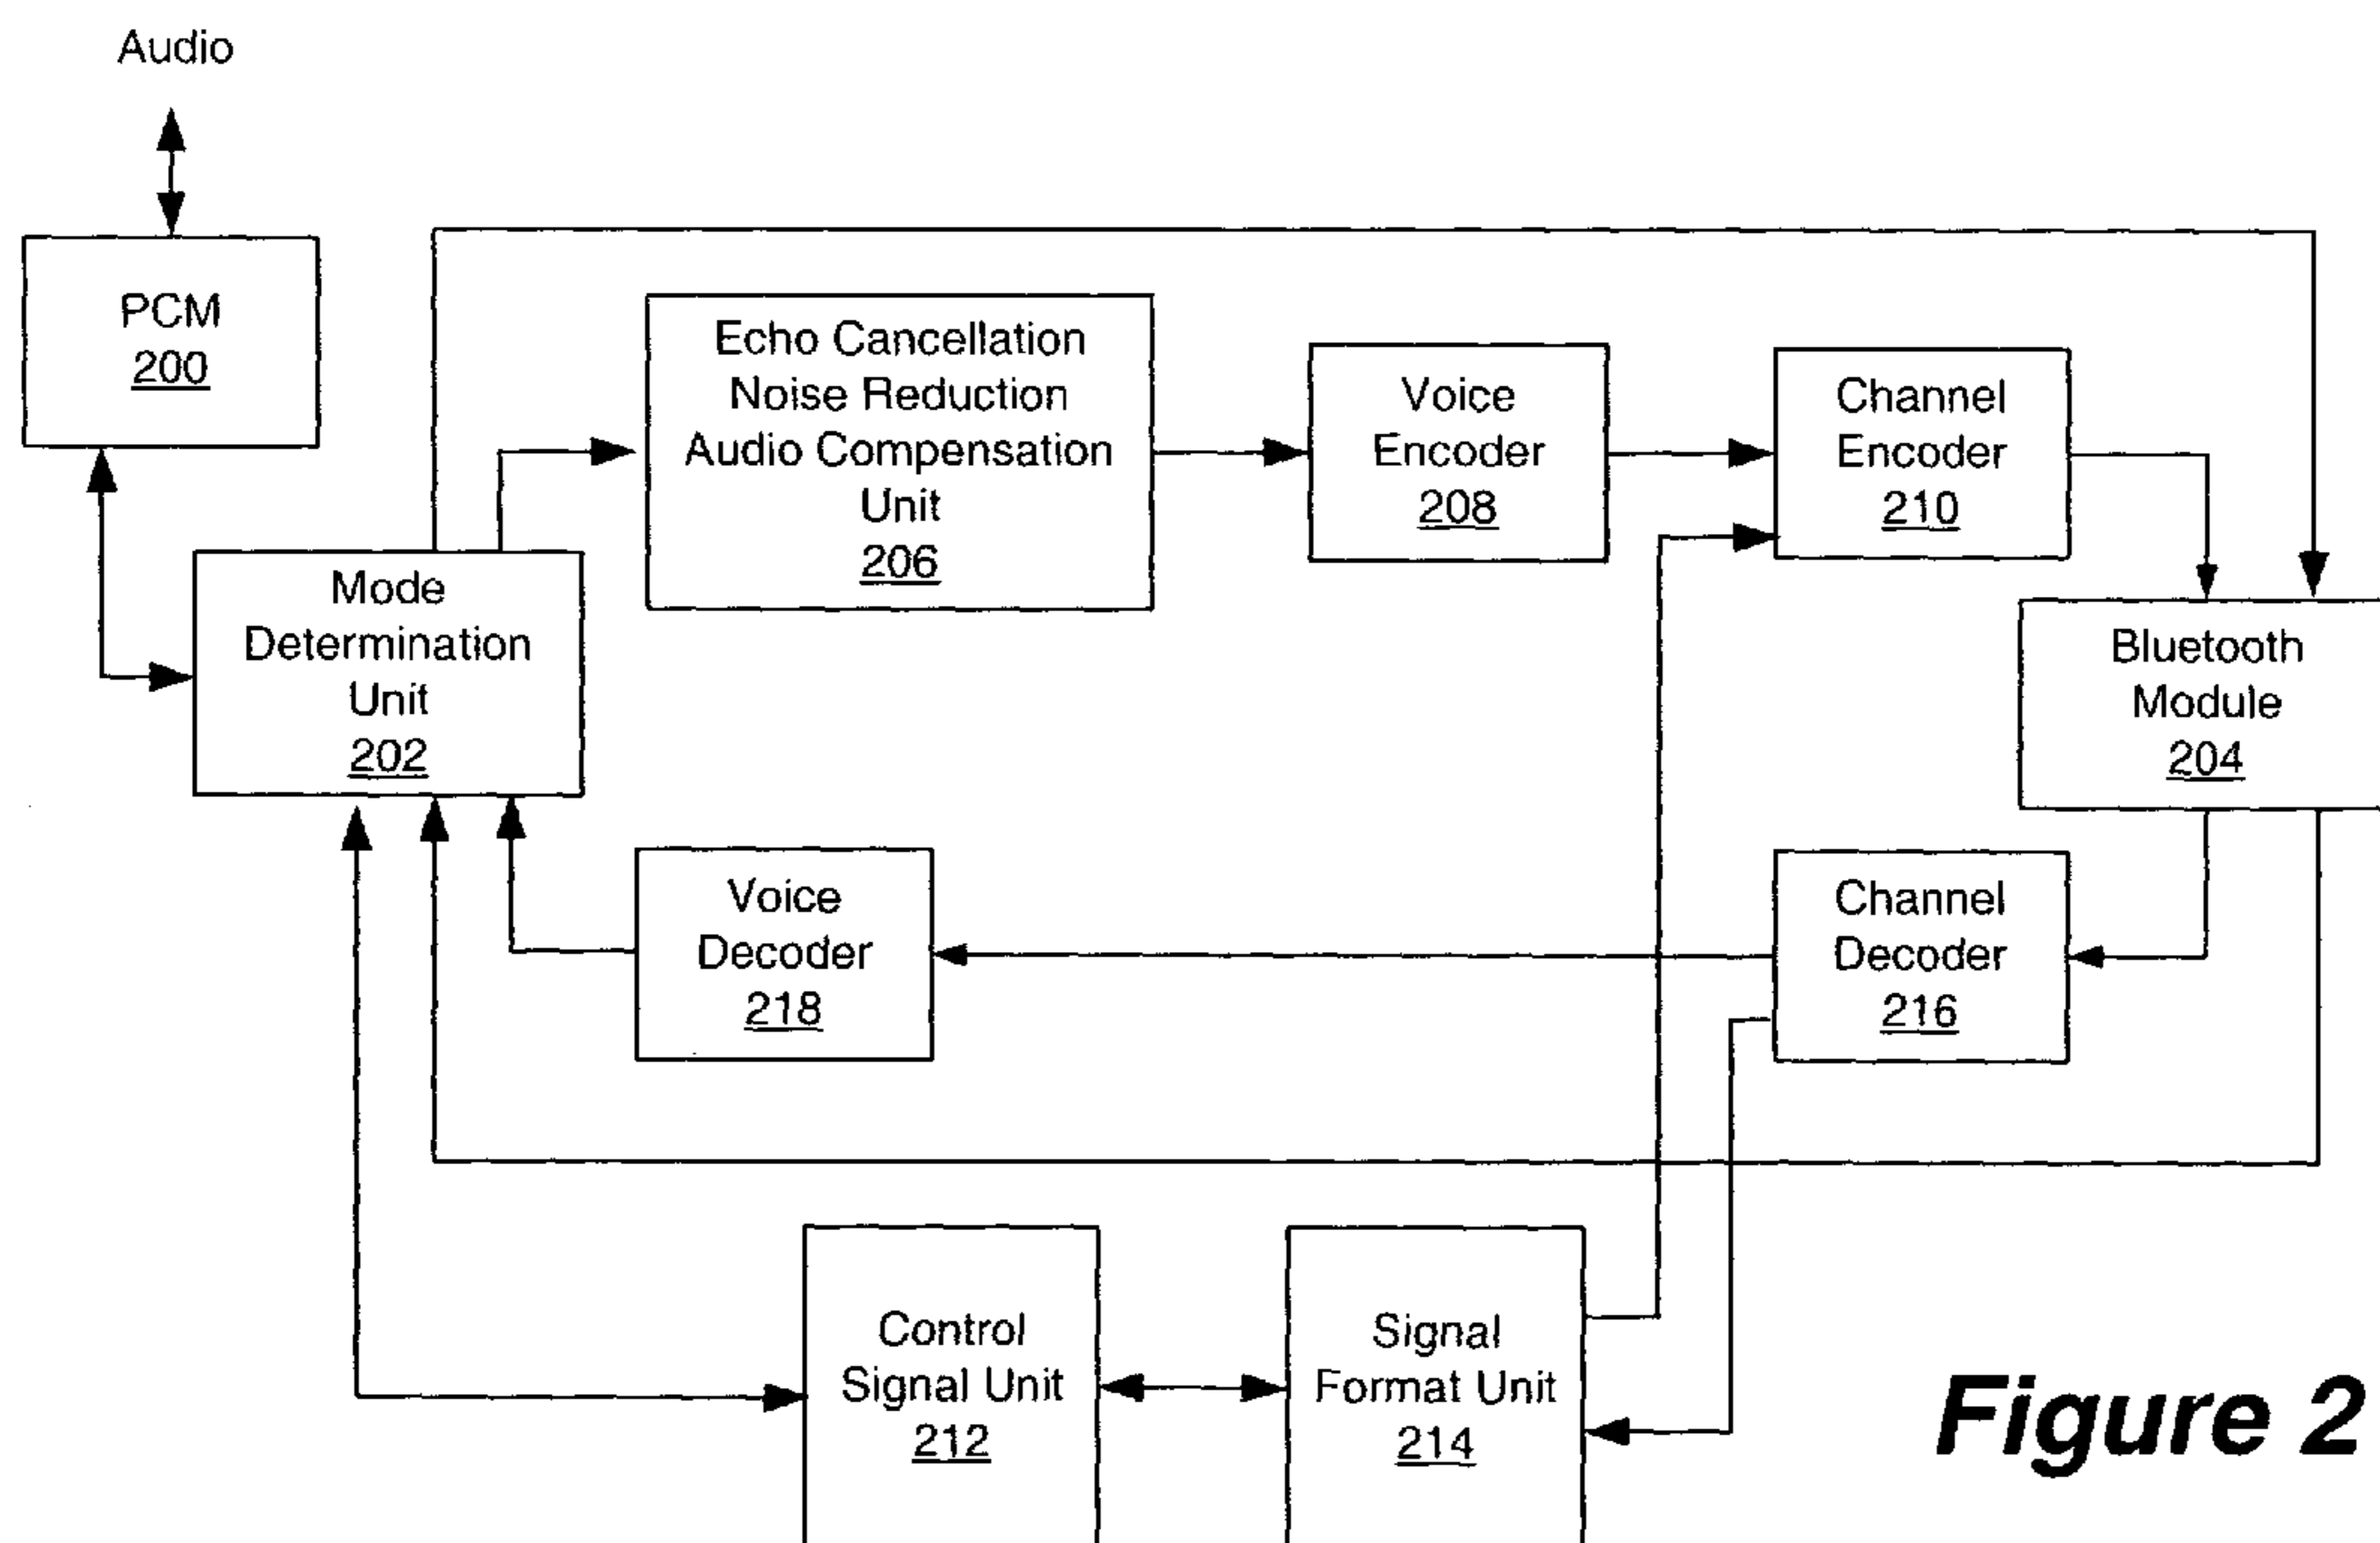 Audio
PCM
200
Echo Cancellation
Noise Reduction
Audio Compensation
Unit
206
Voice
Encoder
208
Channel
Encoder
210
Mode
Determination
Unit
202
Bluetooth
Module
204
Voice
Decoder
218
Channel
Decoder
216
Control
Signal Unit
212
Signal
Format Unit
214
Figure 2